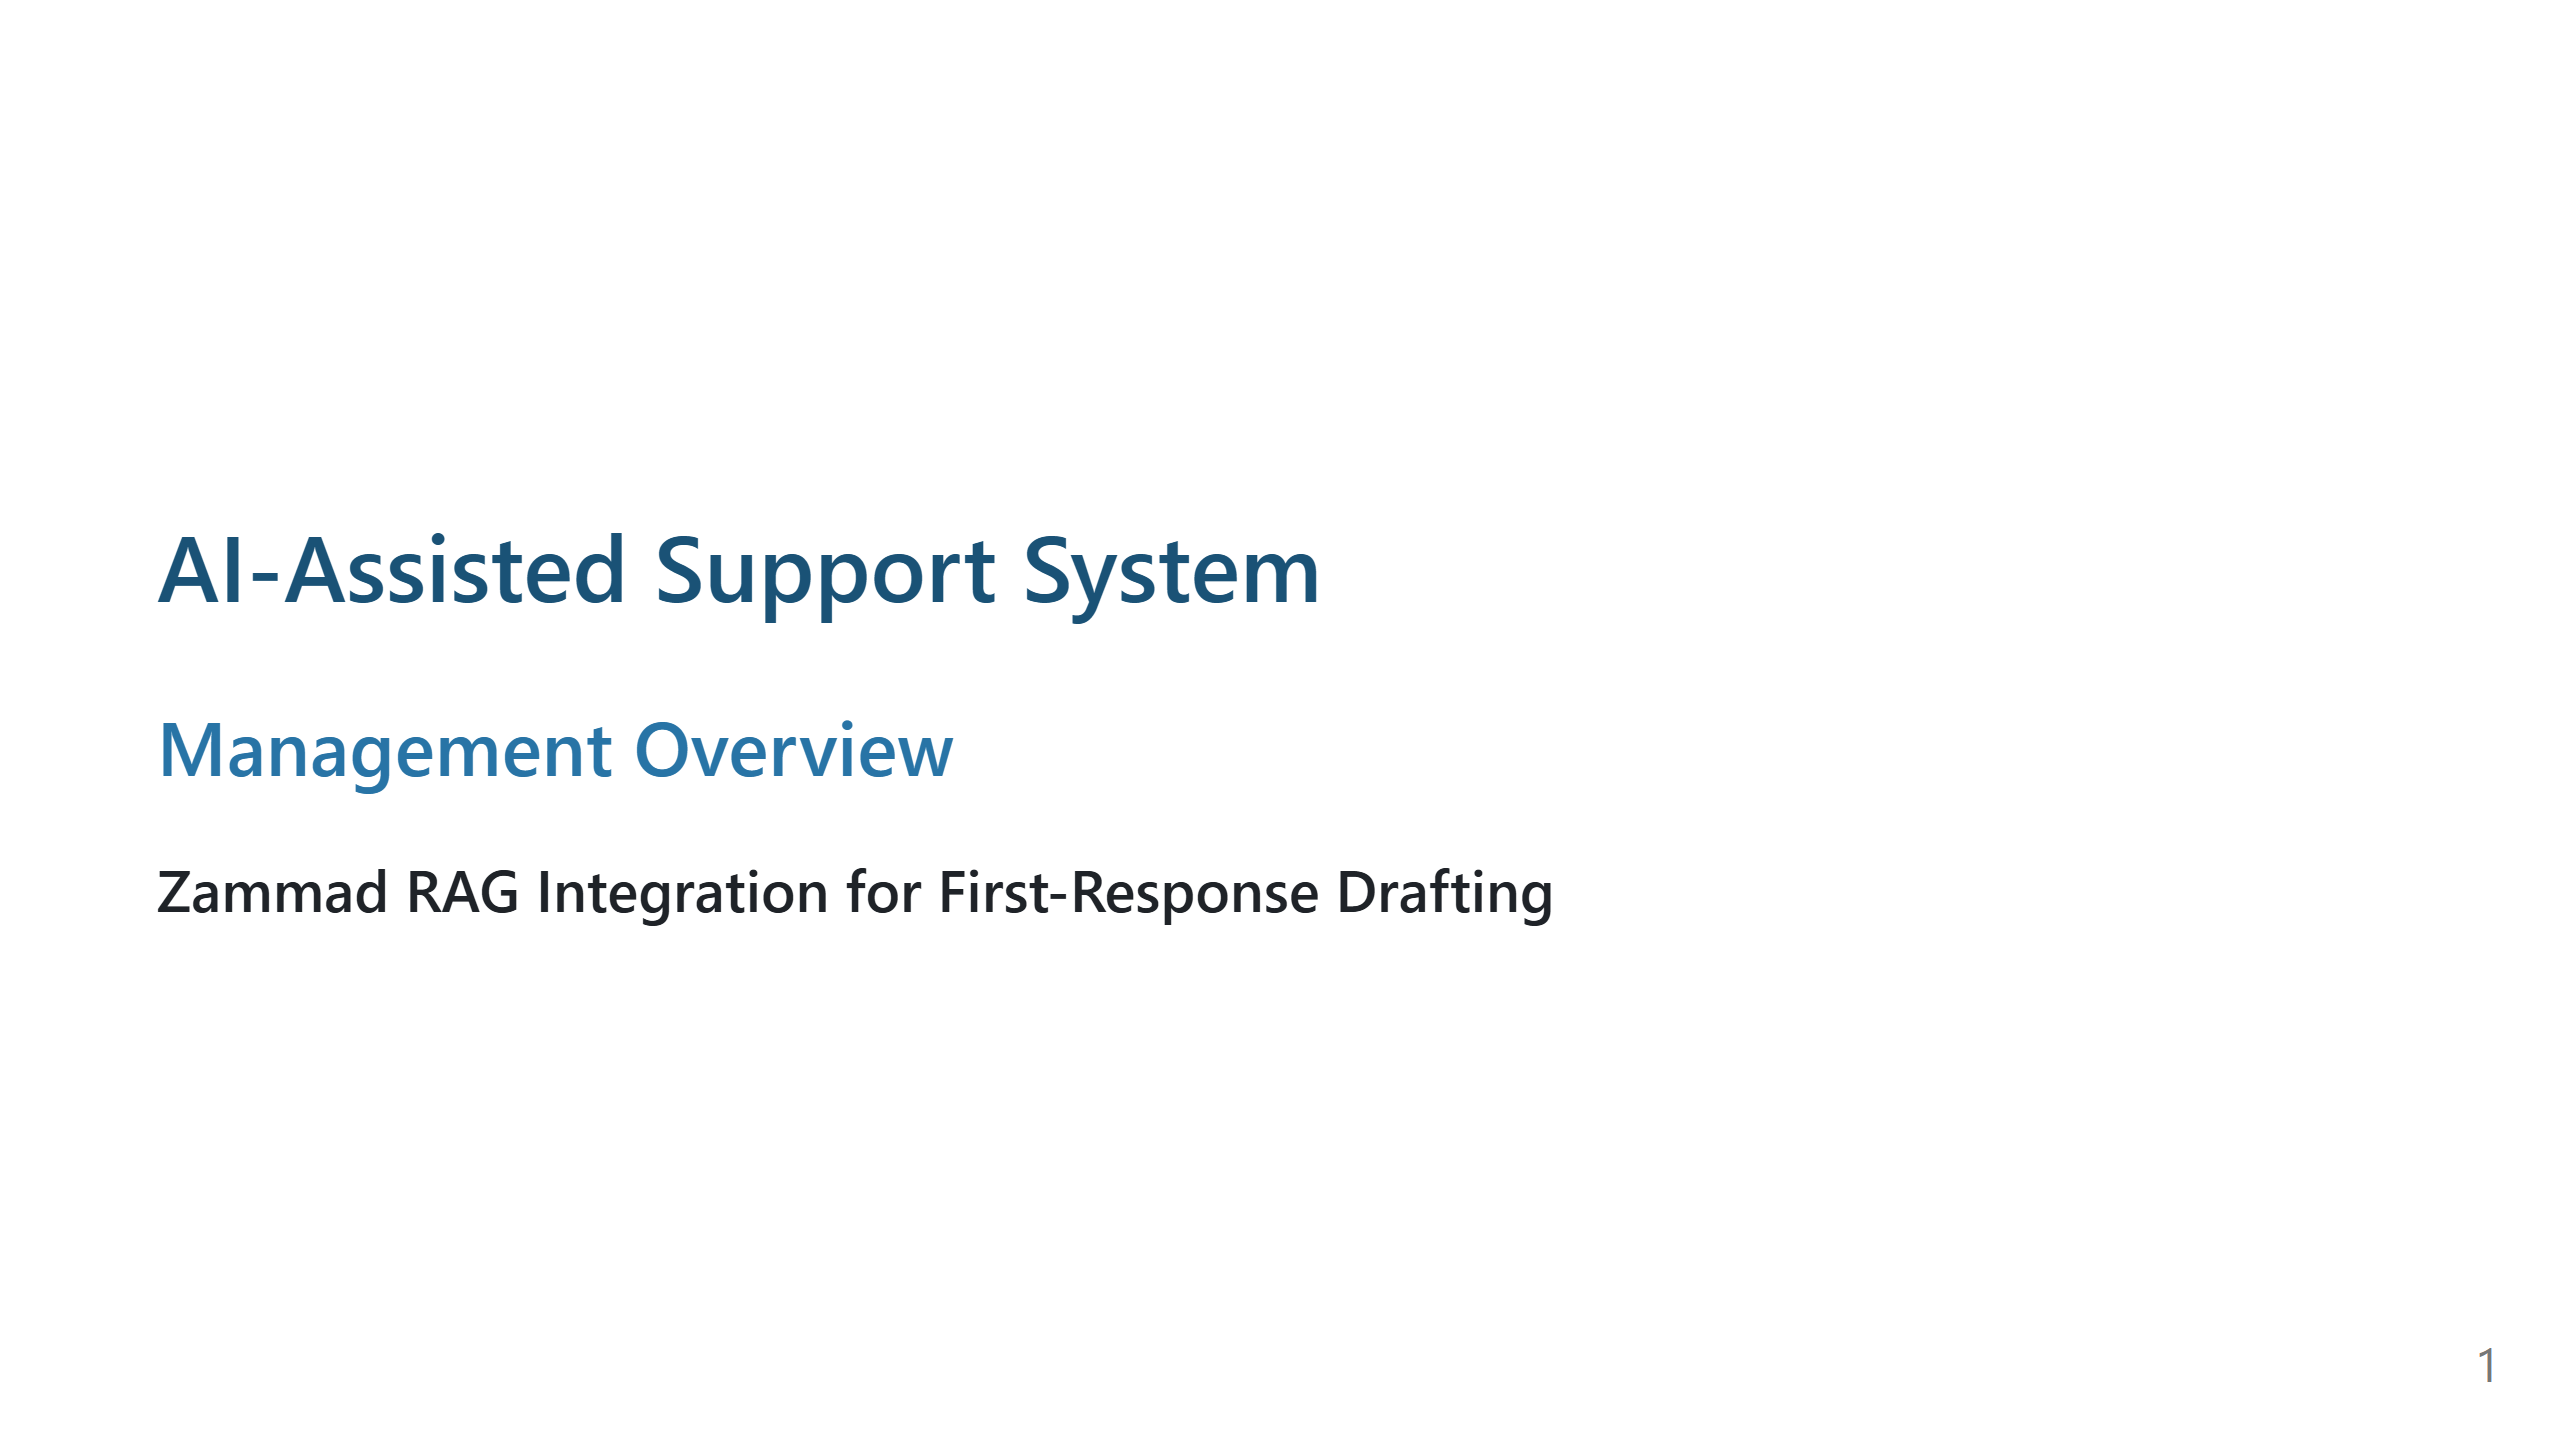 AI-Assisted Support System
Management Overview
Zammad RAG Integration for First-Response Drafting
1